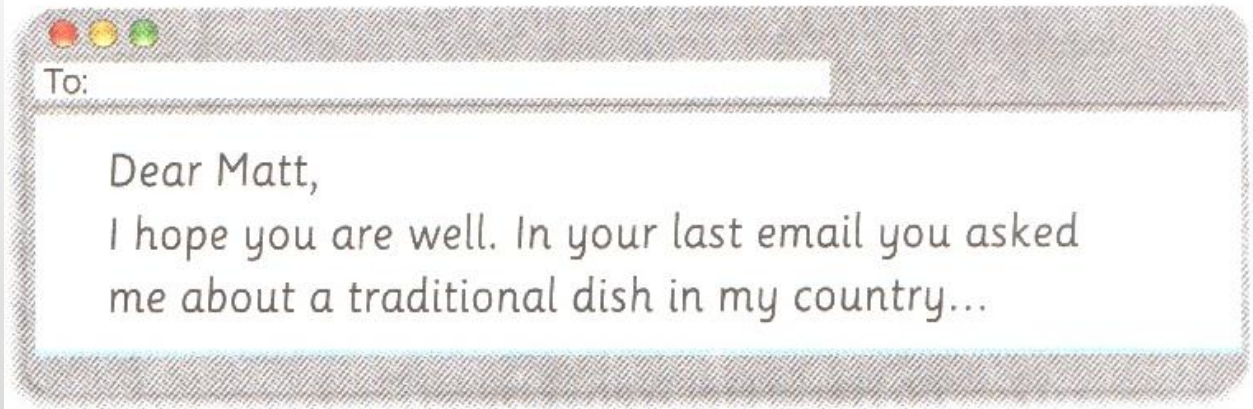 To:
Dear Matt,
I hope you are well. In your last email you asked
me about a traditional dish in my country...